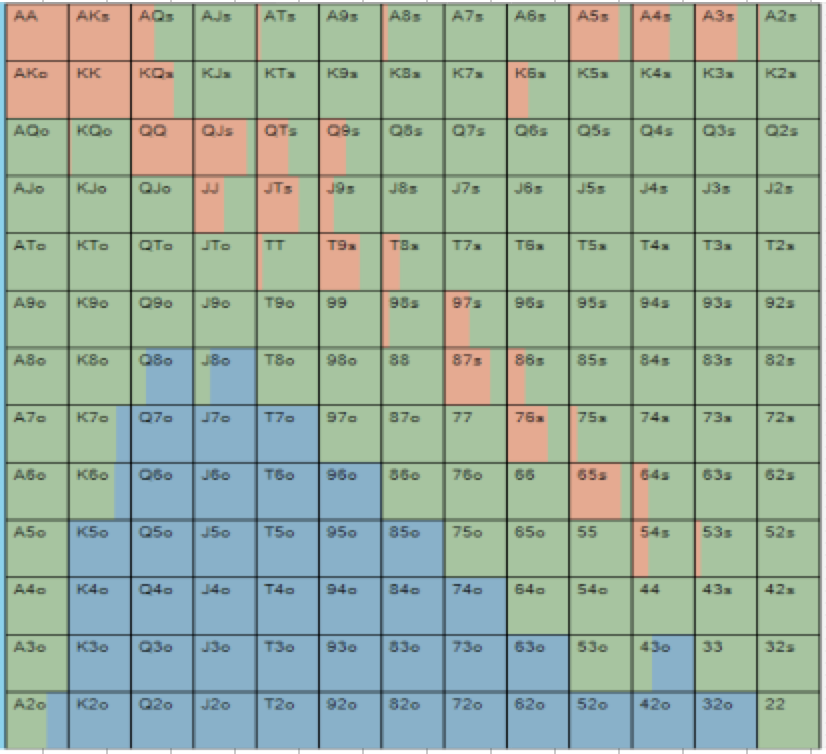 AA AKs AQs AJs ATs A9s A8s A7s A6s A5s A4s A3s A2s
AKo KK KQs KJs KTs K9s K8s K7s K6s K5s K4s K3s K2s
AQo KQo QQ QJs QTs Q9s Q8s Q7s Q6s Q5s Q4s Q3s Q2s
AJo KJo QJo JJ JTs J9s J8s J7s J6s J5s J4s J3s J2s
ATo KTo QTo JTo TT T9s T8s T7s T6s T5s T4s T3s T2s
A9o K9o Q9o J9o T9o 99 98s 97s 96s 95s 94s 93s 92s
A8o K8o Q8o J8o T8o 98o 88 87s 86s 85s 84s 83s 82s
A7o K7o Q7o J7o T7o 97o 87o 77 76s 75s 74s 73s 72s
A6o K6o Q6o J6o T6o 96o 86o 76o 66 65s 64s 63s 62s
A5o K5o Q5o J5o T5o 95o 85o 75o 65o 55 54s 53s 52s
A4o K4o Q4o J4o T4o 94o 84o 74o 64o 54o 44 43s 42s
A3o K3o Q3o J3o T3o 93o 83o 73o 63o 53o 43o 33 32s
A2o K2o Q2o J2o T2o 92o 82o 72o 62o 52o 42o 32o 22